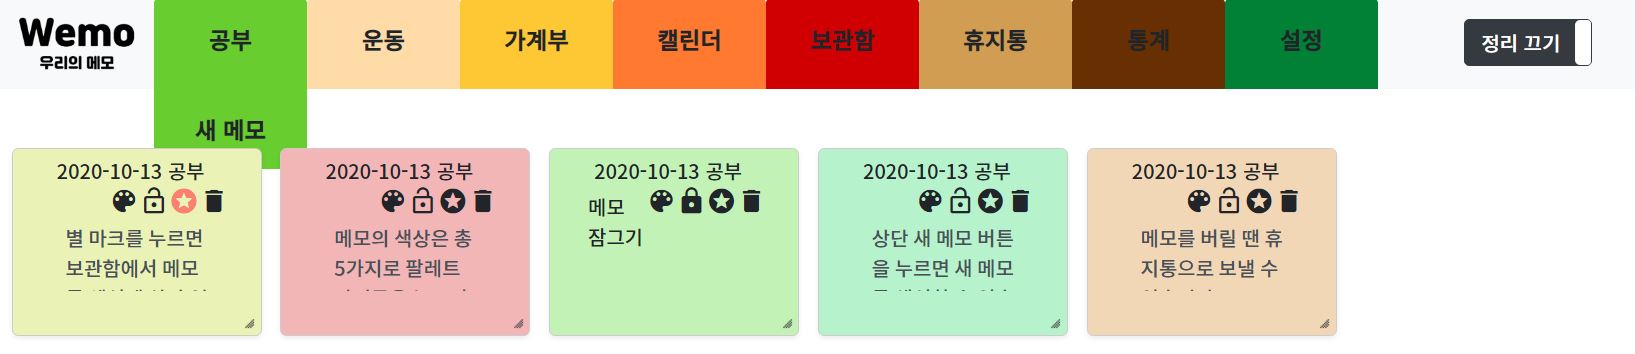 Wemo
우리의 메모
공부
운동
가계부
캘린더
보관함
휴지통
통계
설정
정리 끄기
새 메모
2020-10-13 공부
별 마크를 누르면
보관함에서 메모
2020-10-13 공부
메모의 색상은 총
5가지로 팔레트
2020-10-13 공부
메모
잠그기
2020-10-13 공부
상단 새 메모 버튼
을 누르면 새 메모
2020-10-13 공부
메모를 버릴 땐 휴
지통으로 보낼 수